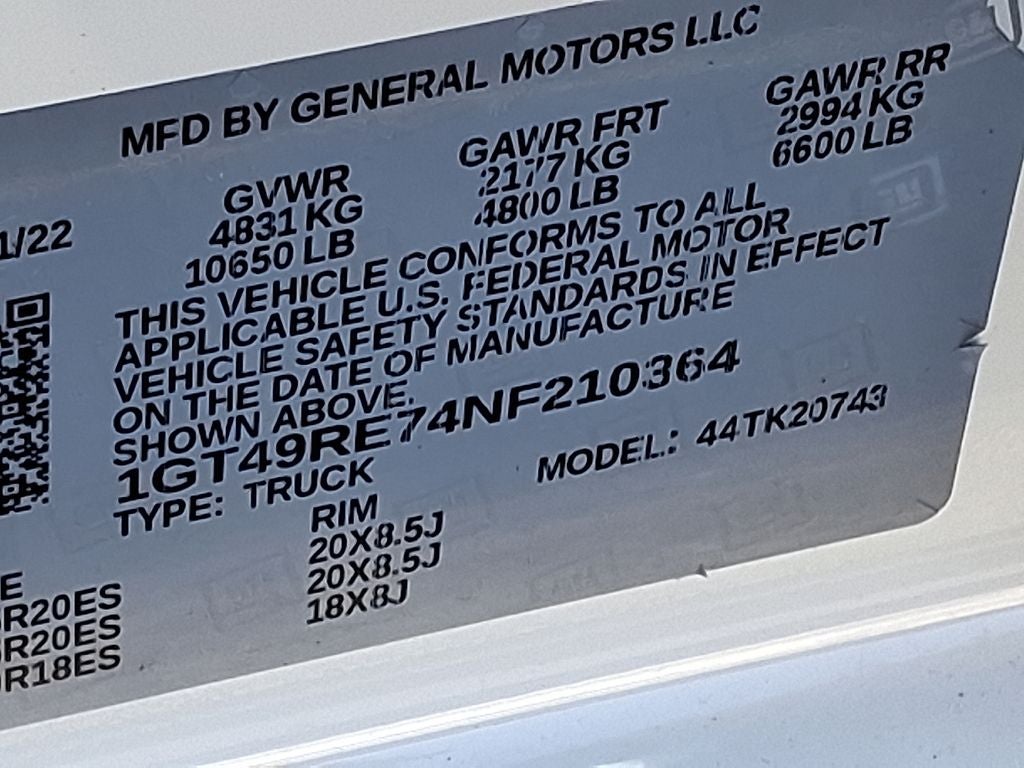 MFD BY GENERAL MOTORS LLC
1/22 GVWR GAWR FRT GAWR RR
4831 KG 2177 KG 2994 KG
10650 LB 4800 LB 6600 LB
THIS VEHICLE CONFORMS TO ALL
APPLICABLE U.S. FEDERAL MOTOR
VEHICLE SAFETY STANDARDS IN EFFECT
ON THE DATE OF MANUFACTURE
SHOWN ABOVE.
1GT49RE74NF210364
TYPE: TRUCK MODEL: 44TK20743
E RIM
R20ES 20X8.5J
R20ES 20X8.5J
R18ES 18X8J